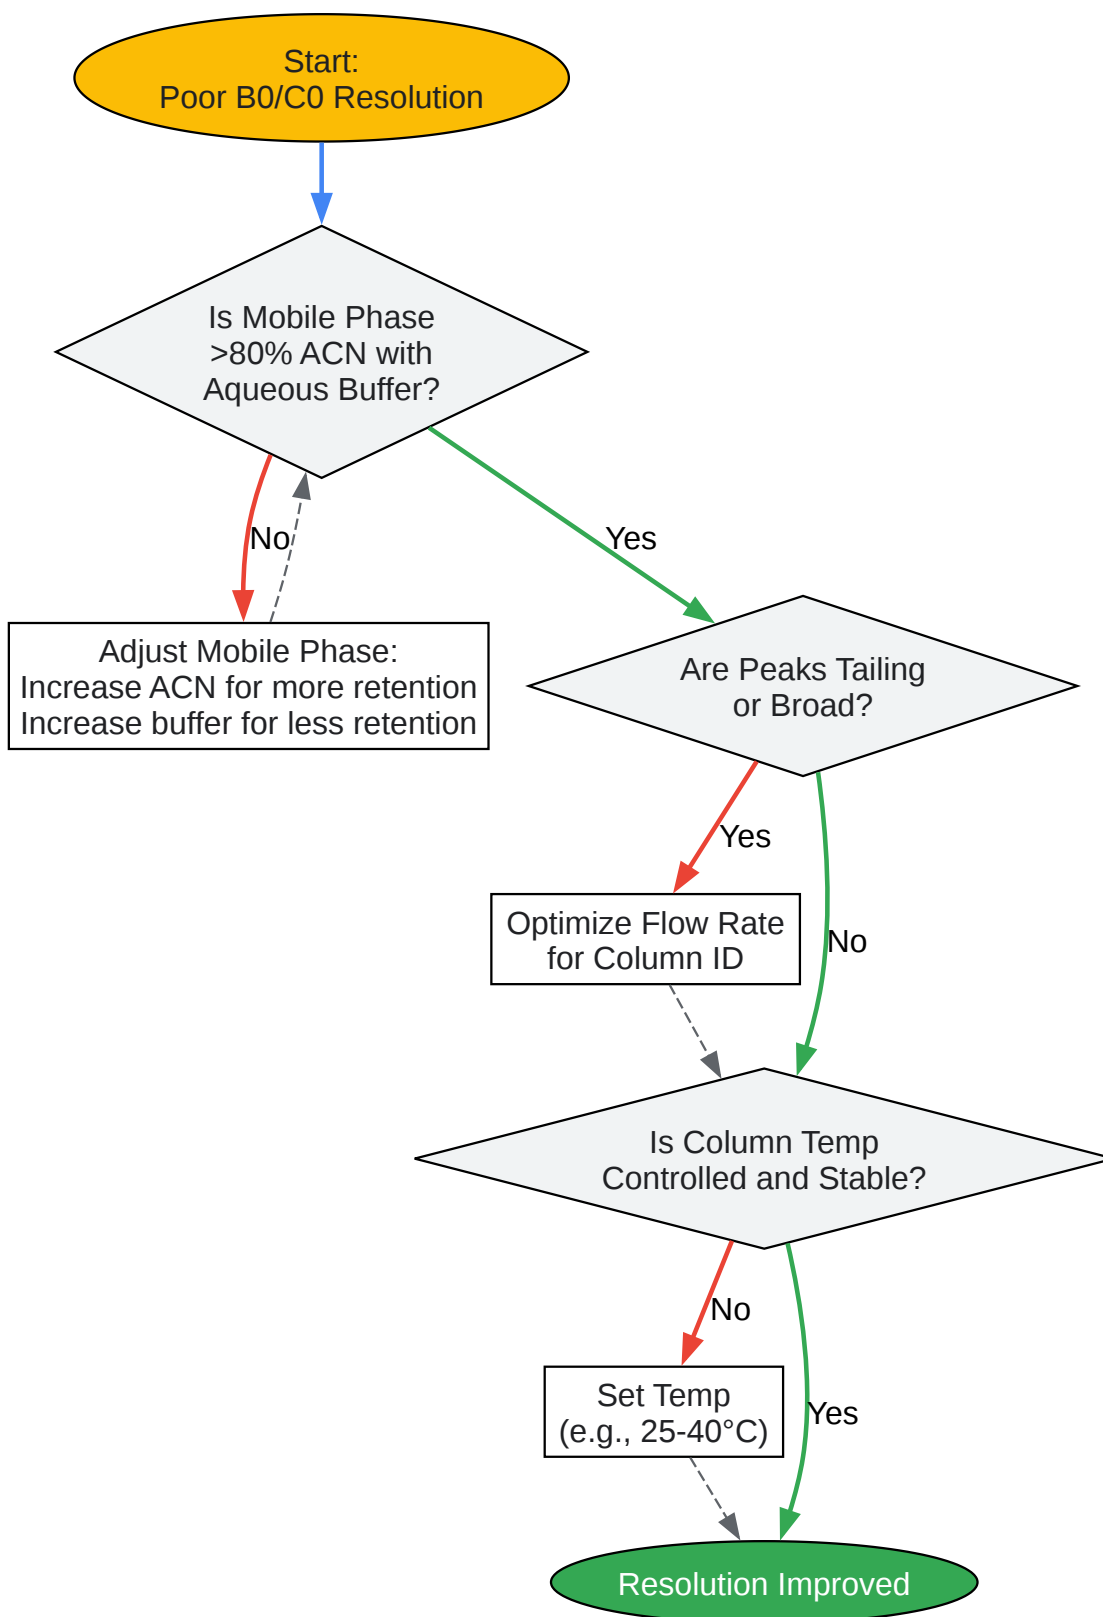 Start:
Poor B0/C0 Resolution
Is Mobile Phase
>80% ACN with
Aqueous Buffer?
No
Yes
Adjust Mobile Phase:
Increase ACN for more retention
Increase buffer for less retention
Are Peaks Tailing
or Broad?
Yes
Optimize Flow Rate
for Column ID
No
Is Column Temp
Controlled and Stable?
No
Set Temp
(e.g., 25-40°C)
Yes
Resolution Improved